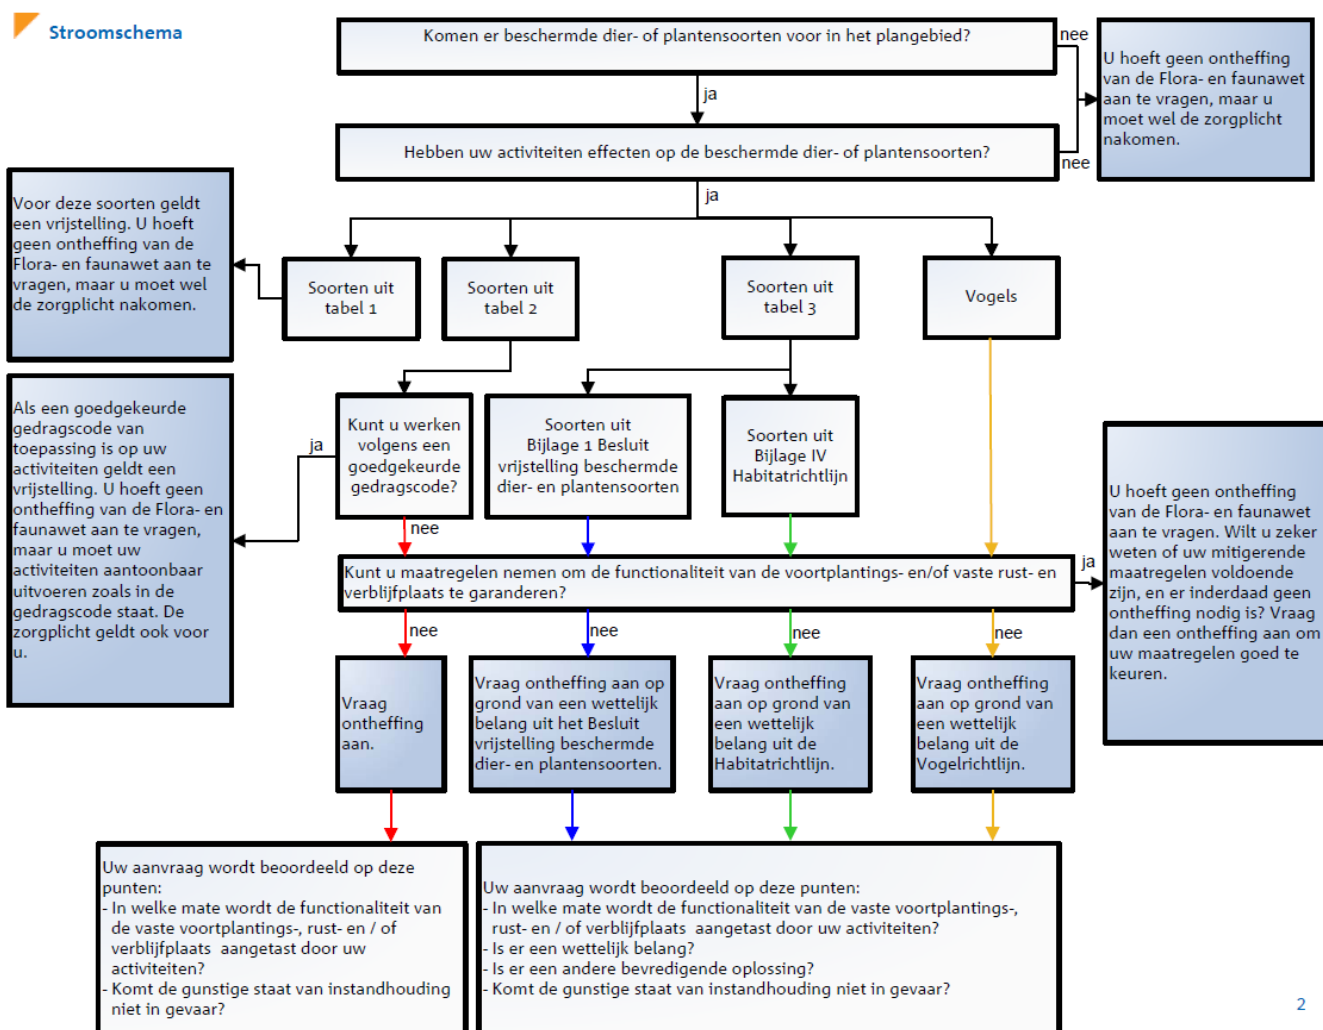 Stroomschema
Komen er beschermde dier- of plantensoorten voor in het plangebied?
nee
U hoeft geen ontheffing
van de Flora- en faunawet
aan te vragen, maar u
moet wel de zorgplicht
nakomen.
ja
Hebben uw activiteiten effecten op de beschermde dier- of plantensoorten?
nee
ja
Voor deze soorten geldt
een vrijstelling. U hoeft
geen ontheffing van de
Flora- en faunawet aan te
vragen, maar u moet wel
de zorgplicht nakomen.
Soorten uit
tabel 1
Soorten uit
tabel 2
Soorten uit
tabel 3
Vogels
Als een goedgekeurde
gedragscode van
toepassing is op uw
activiteiten geldt een
vrijstelling. U hoeft geen
ontheffing van de Flora- en
faunawet aan te vragen,
maar u moet uw
activiteiten aantoonbaar
uitvoeren zoals in de
gedragscode staat. De
zorgplicht geldt ook voor
u.
ja
Kunt u werken
volgens een
goedgekeurde
gedragscode?
nee
Soorten uit
Bijlage 1 Besluit
vrijstelling beschermde
dier- en plantensoorten
Soorten uit
Bijlage IV
Habitatrichtlijn
Kunt u maatregelen nemen om de functionaliteit van de voortplantings- en/of vaste rust- en
verblijfplaats te garanderen?
ja
U hoeft geen ontheffing
van de Flora- en faunawet
aan te vragen. Wilt u zeker
weten of uw mitigerende
maatregelen voldoende
zijn, en er inderdaad geen
ontheffing nodig is? Vraag
dan een ontheffing aan om
uw maatregelen goed te
keuren.
nee
nee
nee
nee
Vraag
ontheffing
aan.
Vraag ontheffing aan op
grond van een wettelijk
belang uit het Besluit
vrijstelling beschermde
dier- en plantensoorten.
Vraag ontheffing
aan op grond van
een wettelijk
belang uit de
Habitatrichtlijn.
Vraag ontheffing
aan op grond van
een wettelijk
belang uit de
Vogelrichtlijn.
Uw aanvraag wordt beoordeeld op deze
punten:
- In welke mate wordt de functionaliteit van
de vaste voortplantings-, rust- en / of
verblijfplaats aangetast door uw
activiteiten?
- Komt de gunstige staat van instandhouding
niet in gevaar?
Uw aanvraag wordt beoordeeld op deze punten:
- In welke mate wordt de functionaliteit van de vaste voortplantings-,
rust- en / of verblijfplaats aangetast door uw activiteiten?
- Is er een wettelijk belang?
- Is er een andere bevredigende oplossing?
- Komt de gunstige staat van instandhouding niet in gevaar?
2